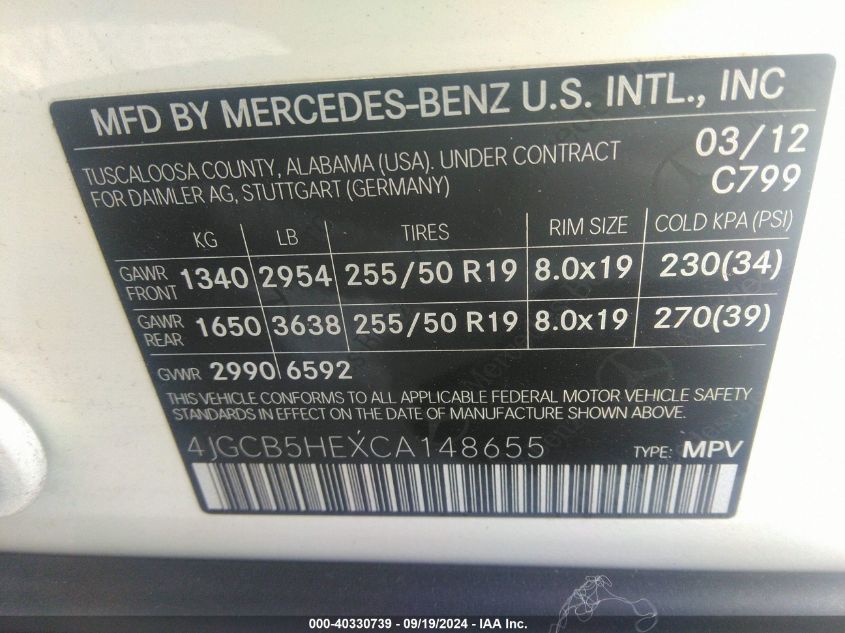 MFD BY MERCEDES-BENZ U.S. INTL., INC
TUSCALOOSA COUNTY, ALABAMA (USA). UNDER CONTRACT
FOR DAIMLER AG, STUTTGART (GERMANY)
03/12
C799
KG LB TIRES RIM SIZE COLD KPA (PSI)
GAWR FRONT 1340 2954 255/50 R19 8.0x19 230(34)
GAWR REAR 1650 3638 255/50 R19 8.0x19 270(39)
GVWR 2990 6592
THIS VEHICLE CONFORMS TO ALL APPLICABLE FEDERAL MOTOR VEHICLE SAFETY
STANDARDS IN EFFECT ON THE DATE OF MANUFACTURE SHOWN ABOVE.
4JGCB5HEXCA148655 TYPE: MPV
000-40330739 - 09/19/2024 - IAA Inc.